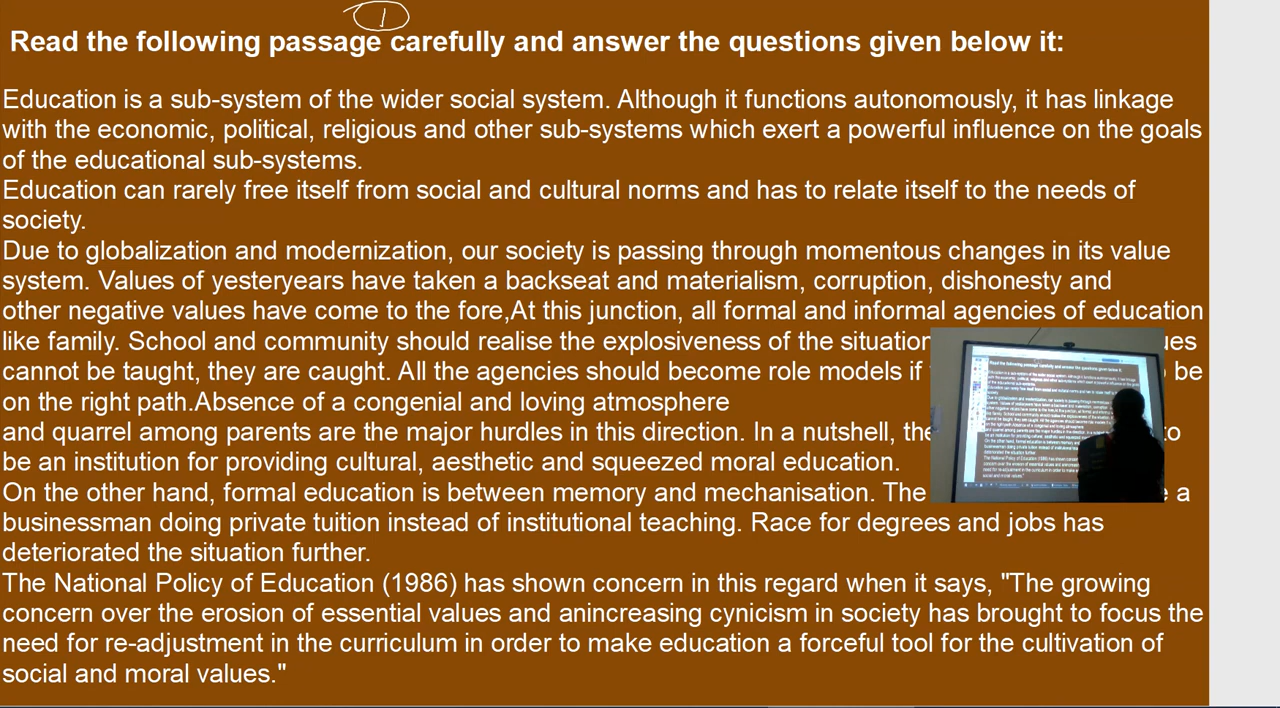 1
Read the following passage carefully and answer the questions given below it:
Education is a sub-system of the wider social system. Although it functions autonomously, it has linkage
with the economic, political, religious and other sub-systems which exert a powerful influence on the goals
of the educational sub-systems.
Education can rarely free itself from social and cultural norms and has to relate itself to the needs of
society.
Due to globalization and modernization, our society is passing through momentous changes in its value
system. Values of yesteryears have taken a backseat and materialism, corruption, dishonesty and
other negative values have come to the fore,At this junction, all formal and informal agencies of education
like family. School and community should realise the explosiveness of the situation ues
cannot be taught, they are caught. All the agencies should become role models if be
on the right path.Absence of a congenial and loving atmosphere
and quarrel among parents are the major hurdles in this direction. In a nutshell, the to
be an institution for providing cultural, aesthetic and squeezed moral education.
On the other hand, formal education is between memory and mechanisation. The a
businessman doing private tuition instead of institutional teaching. Race for degrees and jobs has
deteriorated the situation further.
The National Policy of Education (1986) has shown concern in this regard when it says, "The growing
concern over the erosion of essential values and anincreasing cynicism in society has brought to focus the
need for re-adjustment in the curriculum in order to make education a forceful tool for the cultivation of
social and moral values."